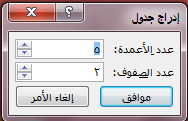 إدراج جدول
عدد الأعمدة: ٥
عدد الصفوف: ٢
موافق إلغاء الأمر